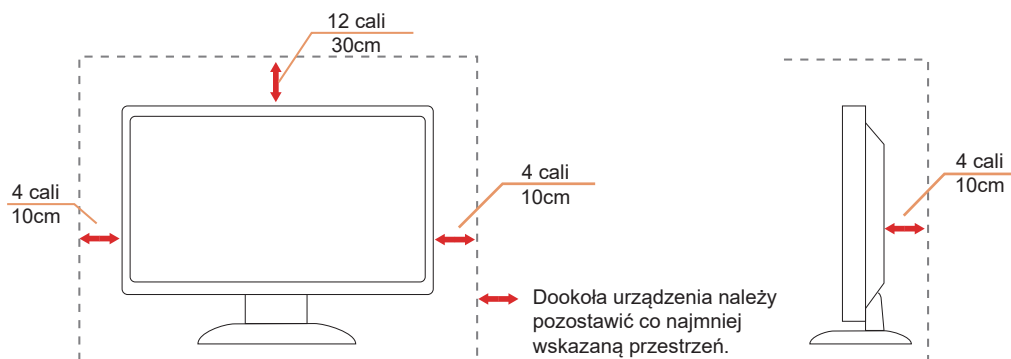 12 cali
30cm
4 cali
10cm
4 cali
10cm
4 cali
10cm
Dookoła urządzenia należy
pozostawić co najmniej
wskazaną przestrzeń.